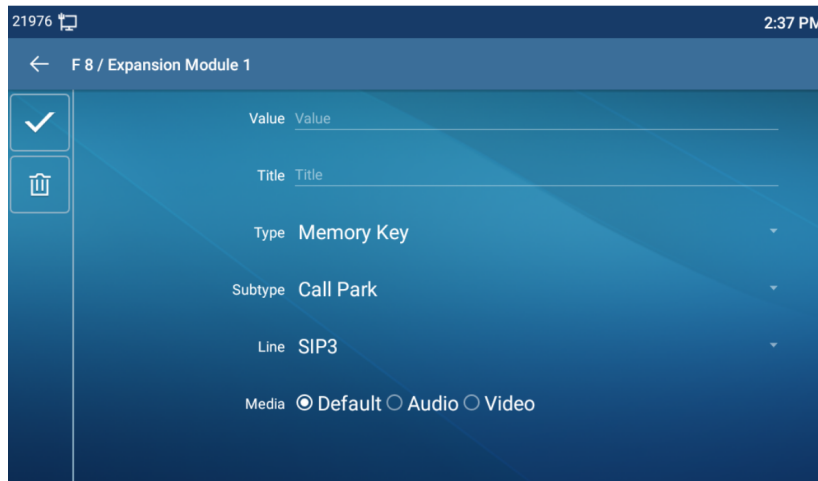 21976 2:37 PM
F 8 / Expansion Module 1
Value Value
Title Title
Type Memory Key
Subtype Call Park
Line SIP3
Media Default Audio Video